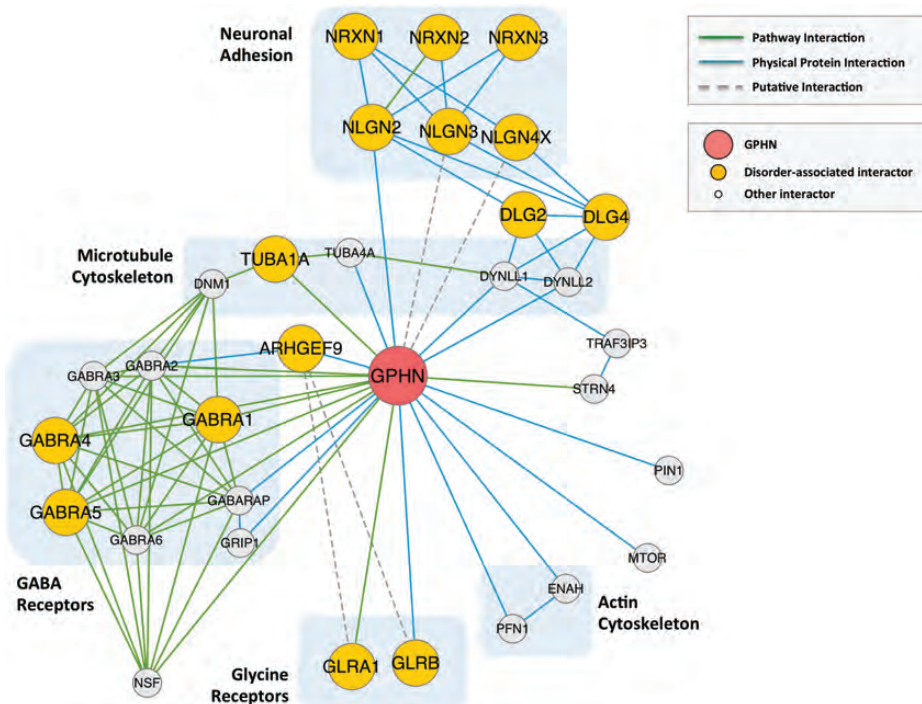 Neuronal
Adhesion
NRXN1
NRXN2
NRXN3
NLGN2
NLGN3
NLGN4X
Pathway Interaction
Physical Protein Interaction
Putative Interaction
GPHN
Disorder-associated interactor
Other interactor
DLG2
DLG4
Microtubule
Cytoskeleton
TUBA1A
TUBA4A
DNM1
DYNLL1
DYNLL2
ARHGEF9
GPHN
TRAF3IP3
STRN4
GABRA3
GABRA2
GABRA1
GABRA4
GABRA5
GABARAP
GABRA6
GRIP1
PIN1
MTOR
GABA
Receptors
ENAH
PFN1
Actin
Cytoskeleton
NSF
Glycine
Receptors
GLRA1
GLRB